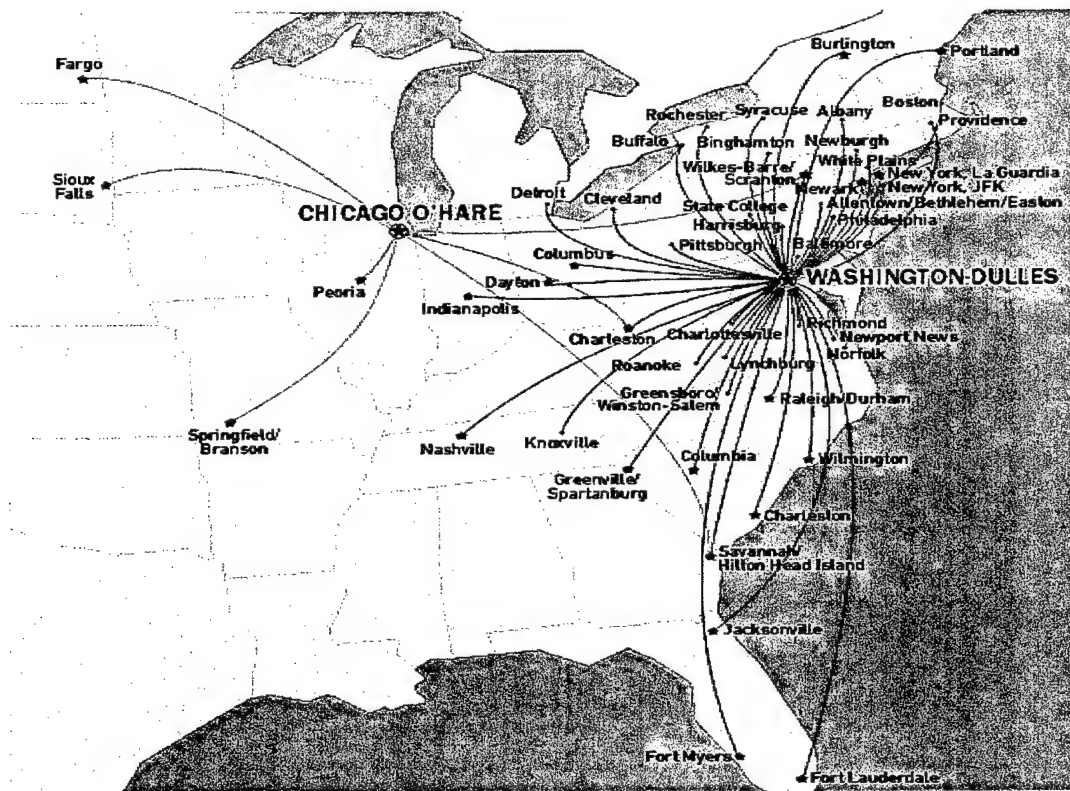 Burlington
Portland
Fargo
Boston
Rochester
Syracuse
Albany
Providence
Buffalo
Binghamton
Newburgh
Wilkes-Barre/
Scranton
White Plains
New York, La Guardia
Sioux
Falls
Detroit
Cleveland
State College
Newark
New York, JFK
Allentown/Bethlehem/Easton
CHICAGO O'HARE
Harrisburg
Philadelphia
Pittsburgh
Baltimore
Columbus
WASHINGTON-DULLES
Peoria
Dayton
Indianapolis
Charleston
Charlottesville
Richmond
Newport News
Norfolk
Roanoke
Lynchburg
Greensboro/
Winston-Salem
Raleigh/Durham
Springfield/
Branson
Nashville
Knoxville
Columbia
Wilmington
Greenville/
Spartanburg
Charleston
Savannah/
Hilton Head Island
Jacksonville
Fort Myers
Fort Lauderdale